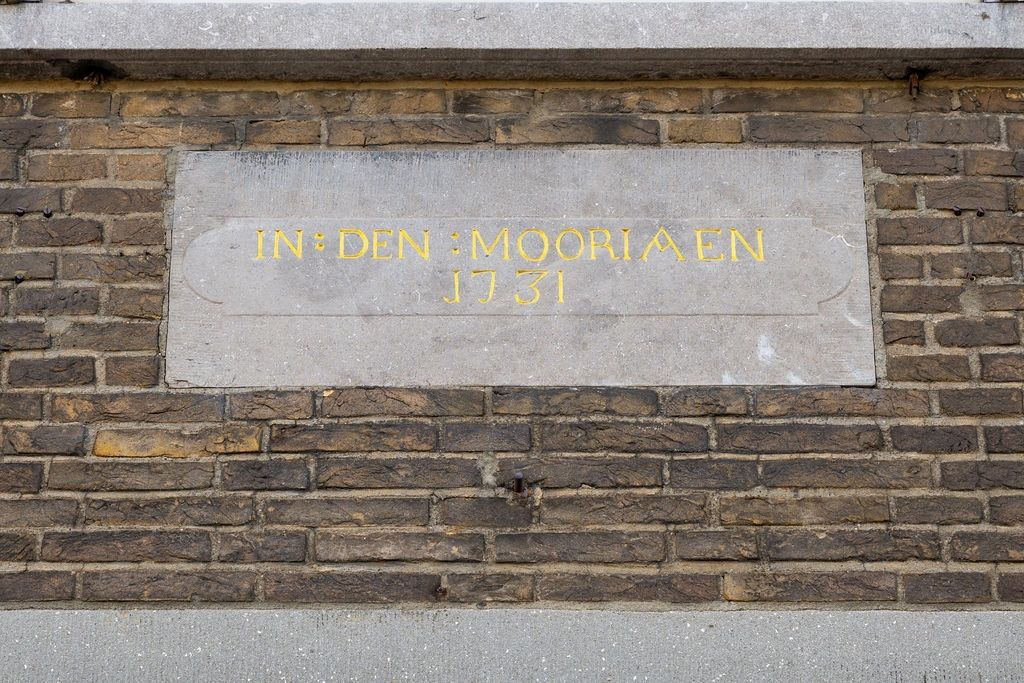 IN : DEN : MOORIAEN
1731